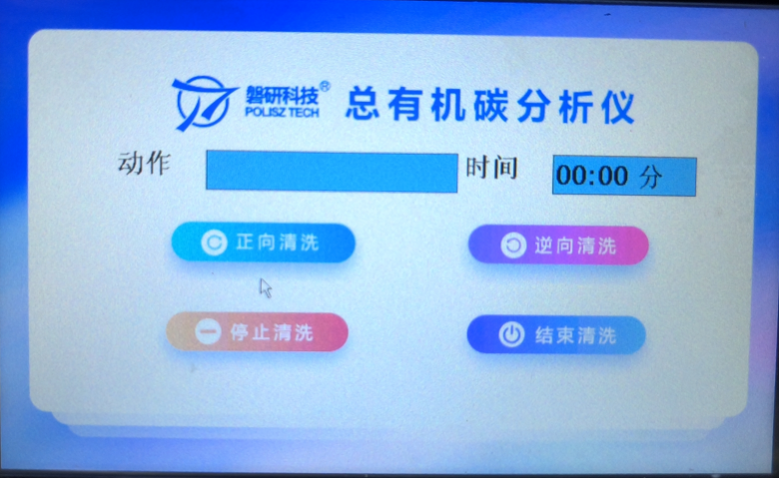 磐研科技® 总有机碳分析仪
POLISZ TECH
动作 时间 00:00 分
正向清洗 逆向清洗
停止清洗 结束清洗